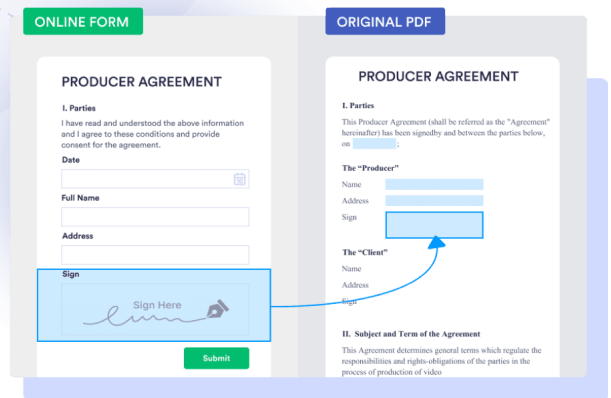 ONLINE FORM
PRODUCER AGREEMENT
I. Parties
I have read and understood the above information
and I agree to these conditions and provide
consent for the agreement.
Date
Full Name
Address
Sign
Sign Here
Submit
ORIGINAL PDF
PRODUCER AGREEMENT
I. Parties
This Producer Agreement (shall be referred as the "Agreement"
hereinafter) has been signedby and between the parties below,
on ;
The “Producer”
Name
Address
Sign
The “Client”
Name
Address
Sign
II. Subject and Term of the Agreement
This Agreement determines general terms which regulate the
responsibilities and rights-obligations of the parties in the
process of production of video